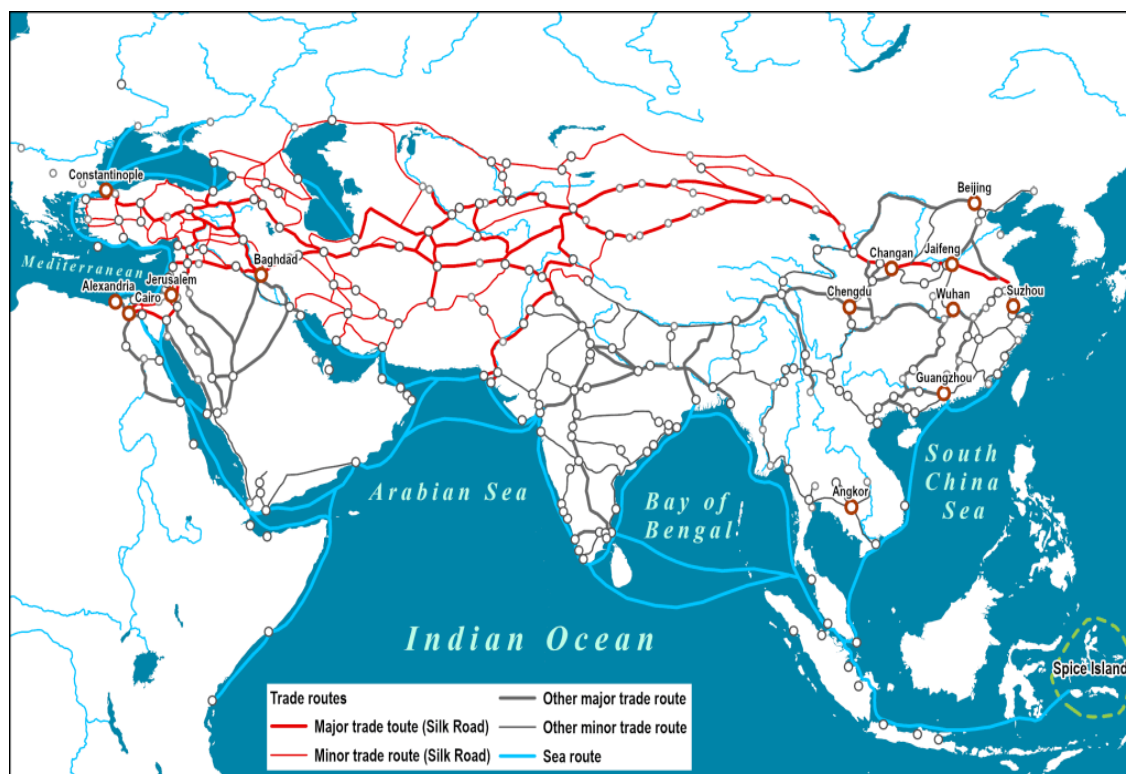 Constantinople
Beijing
Baghdad
Changan
Jaifeng
Mediterranean
Jerusalem
Alexandria
Cairo
Chengdu
Wuhan
Suzhou
Guangzhou
South
China
Sea
Arabian Sea
Bay of
Bengal
Angkor
Indian Ocean
Spice Island
Trade routes
Major trade toute (Silk Road)
Minor trade route (Silk Road)
Other major trade route
Other minor trade route
Sea route